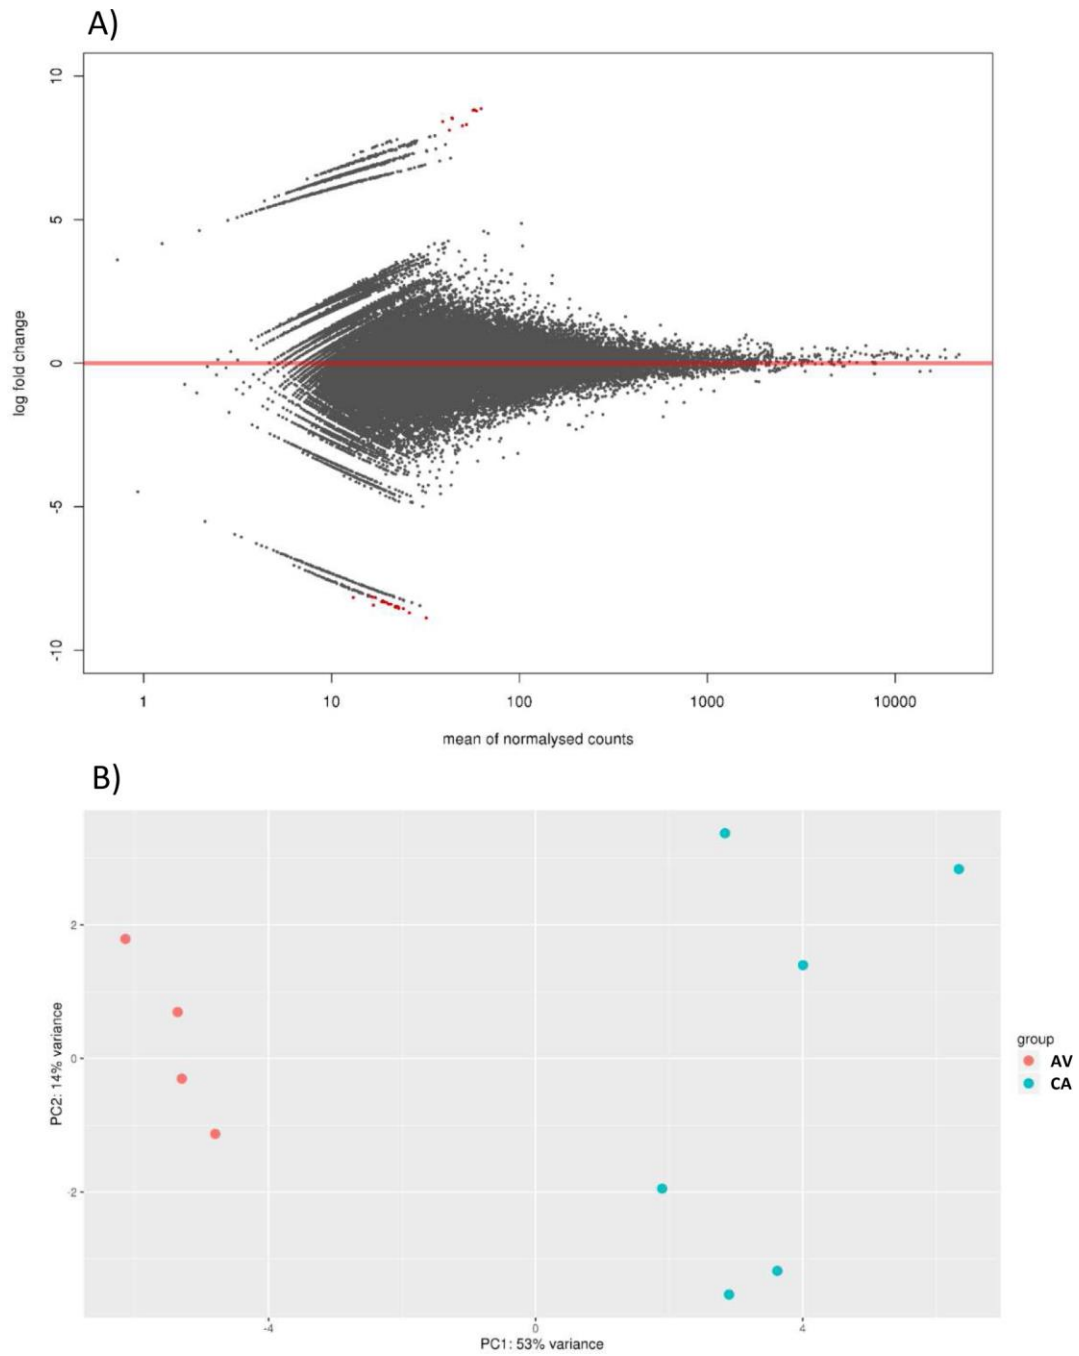 A)
10
5
0
-5
-10
log fold change
1 10 100 1000 10000
mean of normalysed counts
B)
2
0
-2
PC2: 14% variance
-4 0 4
PC1: 53% variance
group
AV
CA